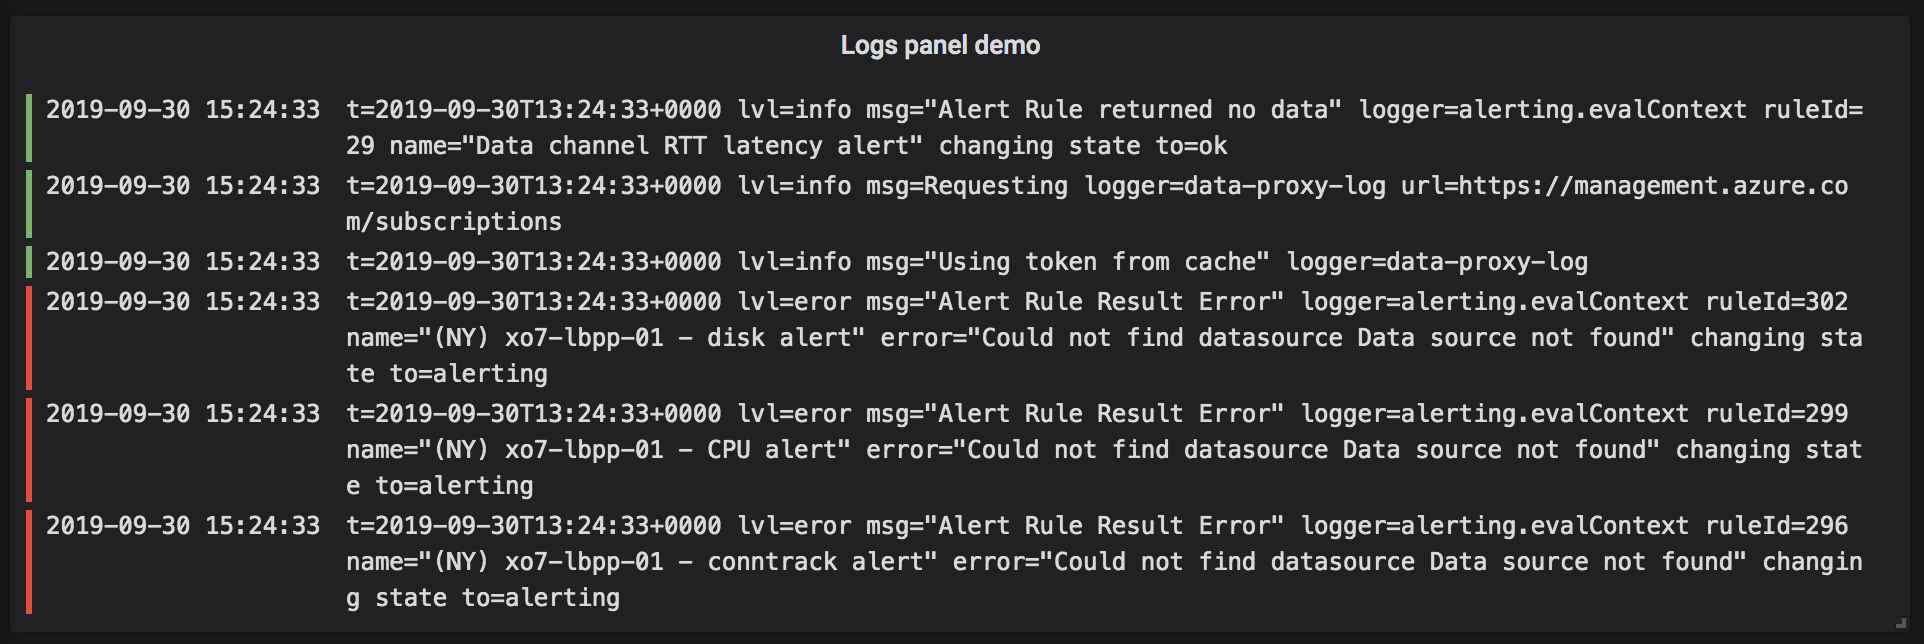 Logs panel demo
2019-09-30 15:24:33 t=2019-09-30T13:24:33+0000 lvl=info msg="Alert Rule returned no data" logger=alerting.evalContext ruleId=
29 name="Data channel RTT latency alert" changing state to=ok
2019-09-30 15:24:33 t=2019-09-30T13:24:33+0000 lvl=info msg=Requesting logger=data-proxy-log url=https://management.azure.co
m/subscriptions
2019-09-30 15:24:33 t=2019-09-30T13:24:33+0000 lvl=info msg="Using token from cache" logger=data-proxy-log
2019-09-30 15:24:33 t=2019-09-30T13:24:33+0000 lvl=eror msg="Alert Rule Result Error" logger=alerting.evalContext ruleId=302
name="(NY) xo7-lbpp-01 - disk alert" error="Could not find datasource Data source not found" changing sta
te to=alerting
2019-09-30 15:24:33 t=2019-09-30T13:24:33+0000 lvl=eror msg="Alert Rule Result Error" logger=alerting.evalContext ruleId=299
name="(NY) xo7-lbpp-01 - CPU alert" error="Could not find datasource Data source not found" changing stat
e to=alerting
2019-09-30 15:24:33 t=2019-09-30T13:24:33+0000 lvl=eror msg="Alert Rule Result Error" logger=alerting.evalContext ruleId=296
name="(NY) xo7-lbpp-01 - conntrack alert" error="Could not find datasource Data source not found" changin
g state to=alerting